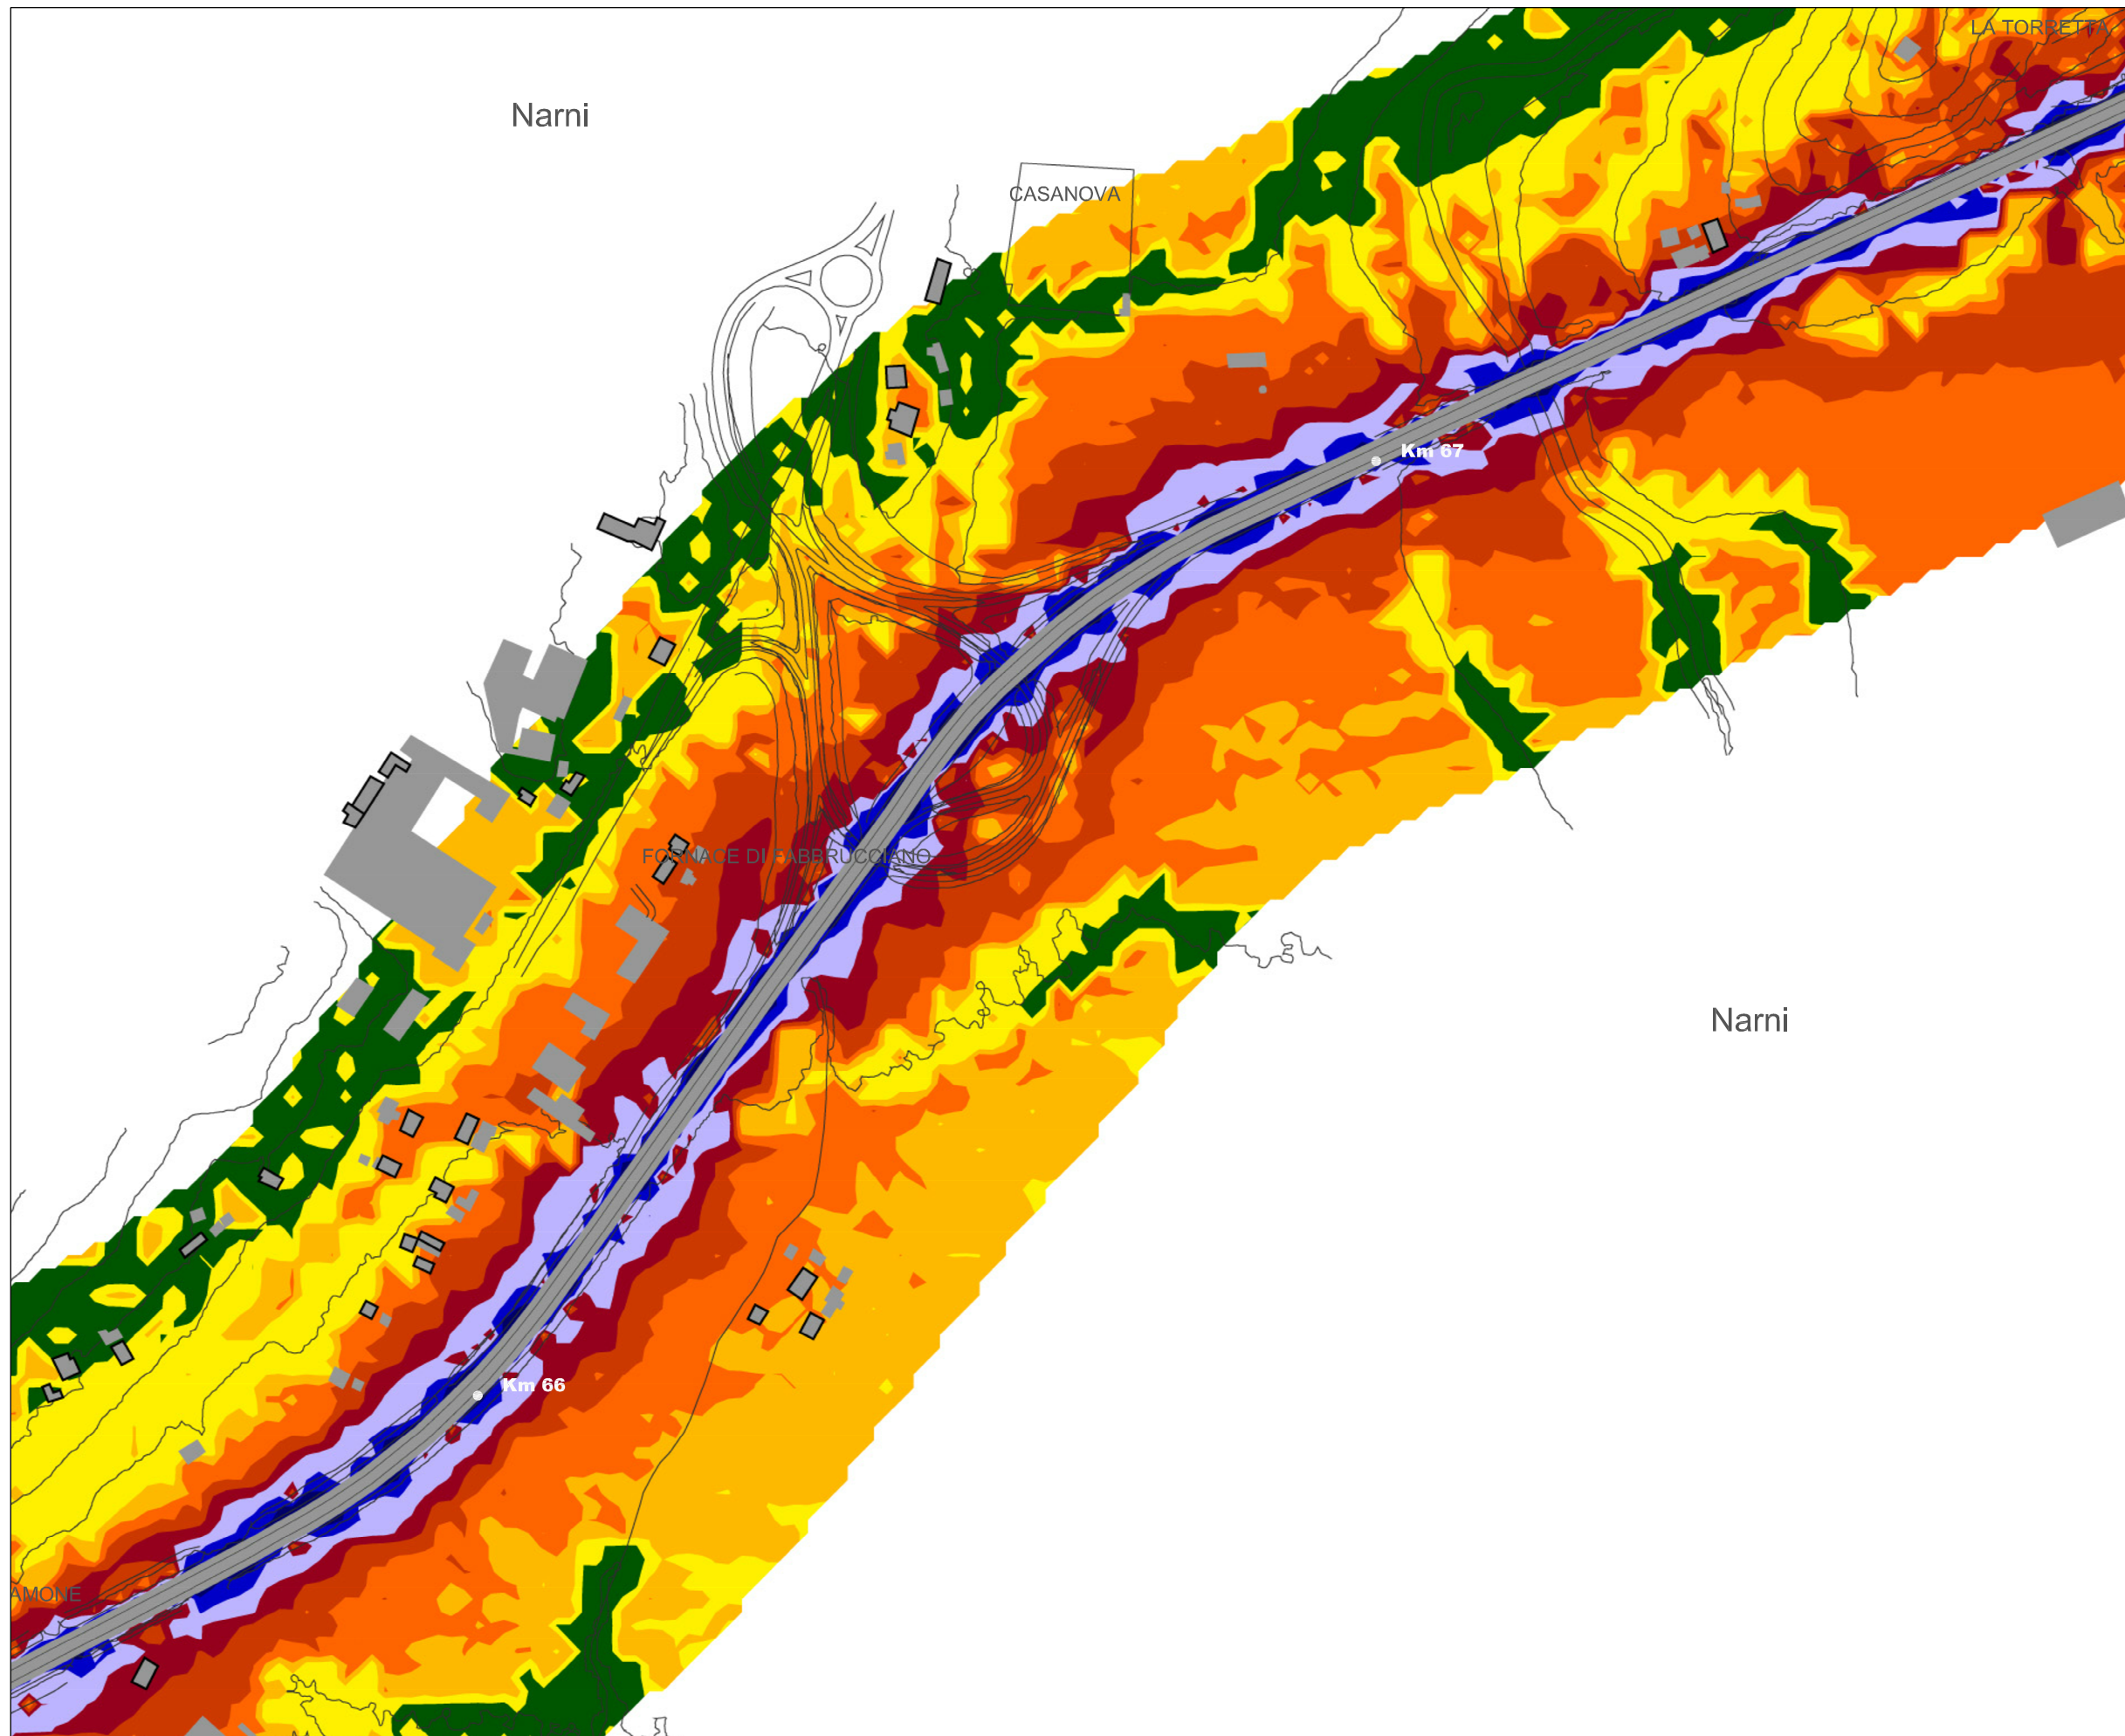 LA TORRETTA
Narni
CASANOVA
Km 67
FORNACE DI FABBRUCCIANO
Narni
Km 66
AMONE